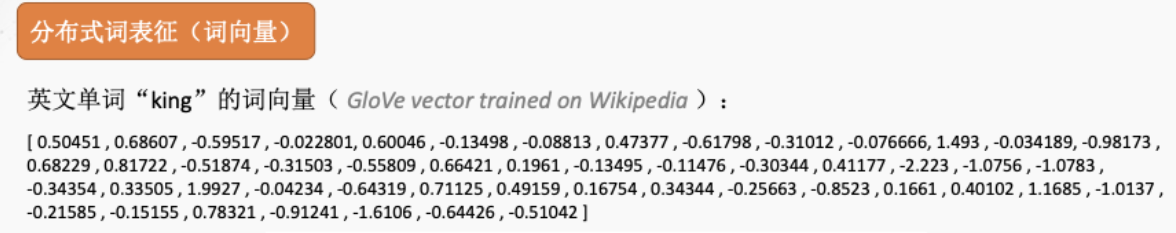 分布式词表征（词向量）
英文单词“king”的词向量（ GloVe vector trained on Wikipedia ）：
[ 0.50451 , 0.68607 , -0.59517 , -0.022801, 0.60046 , -0.13498 , -0.08813 , 0.47377 , -0.61798 , -0.31012 , -0.076666, 1.493 , -0.034189, -0.98173 ,
0.68229 , 0.81722 , -0.51874 , -0.31503 , -0.55809 , 0.66421 , 0.1961 , -0.13495 , -0.11476 , -0.30344 , 0.41177 , -2.223 , -1.0756 , -1.0783 ,
-0.34354 , 0.33505 , 1.9927 , -0.04234 , -0.64319 , 0.71125 , 0.49159 , 0.16754 , 0.34344 , -0.25663 , -0.8523 , 0.1661 , 0.40102 , 1.1685 , -1.0137 ,
-0.21585 , -0.15155 , 0.78321 , -0.91241 , -1.6106 , -0.64426 , -0.51042 ]